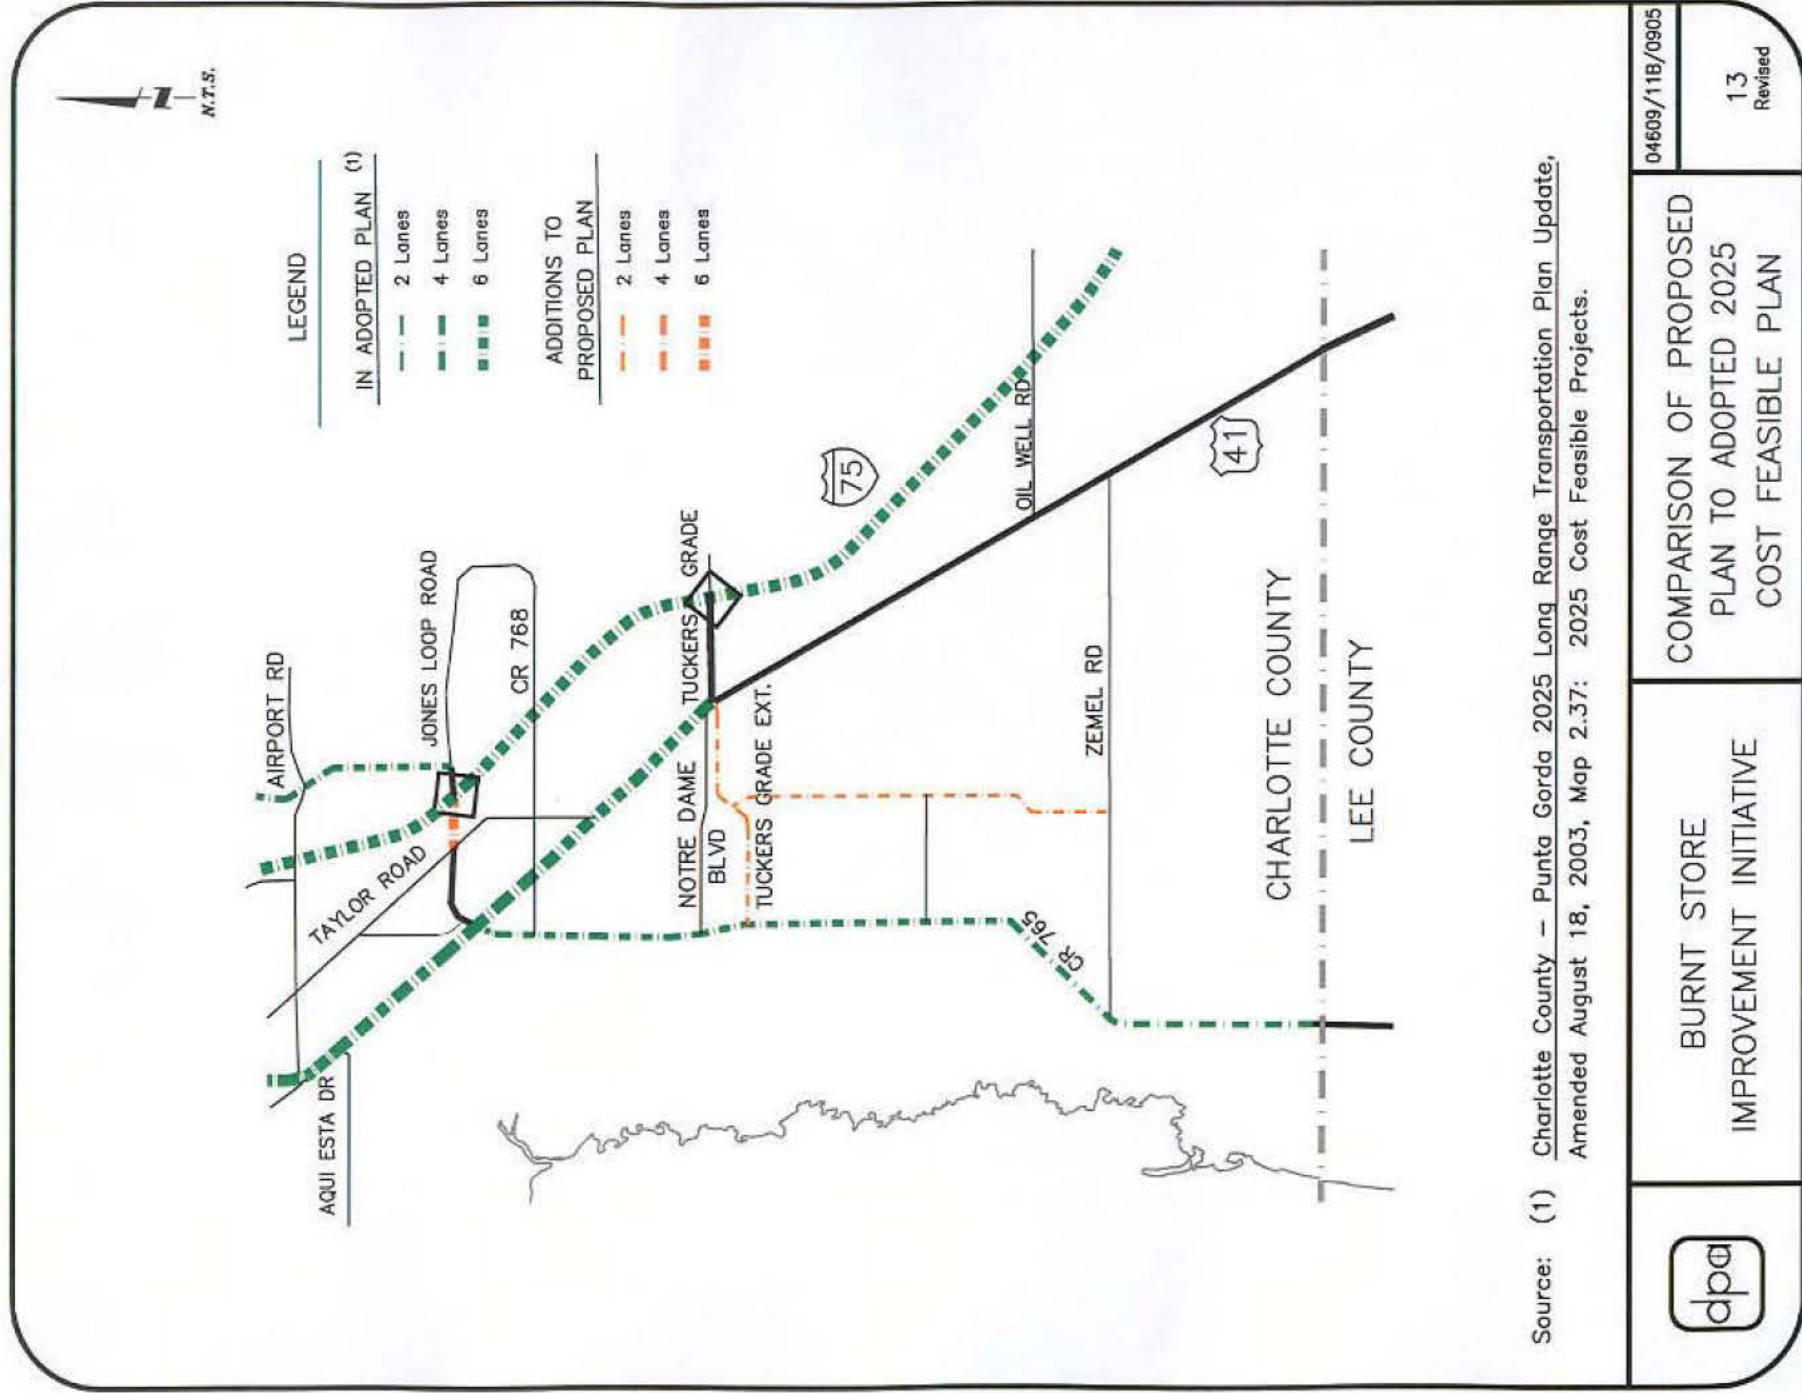 N
N.T.S.
LEGEND
IN ADOPTED PLAN (1)
2 Lanes
4 Lanes
6 Lanes
ADDITIONS TO
PROPOSED PLAN
2 Lanes
4 Lanes
6 Lanes
AIRPORT RD
JONES LOOP ROAD
CR 768
TAYLOR ROAD
AQUI ESTA DR
TUCKERS GRADE
NOTRE DAME
BLVD
TUCKERS GRADE EXT.
75
OIL WELL RD
41
ZEMEL RD
CR 765
CHARLOTTE COUNTY
LEE COUNTY
Source: (1) Charlotte County – Punta Gorda 2025 Long Range Transportation Plan Update,
Amended August 18, 2003, Map 2.37: 2025 Cost Feasible Projects.
dpa
BURNT STORE
IMPROVEMENT INITIATIVE
COMPARISON OF PROPOSED
PLAN TO ADOPTED 2025
COST FEASIBLE PLAN
04609/11B/0905
13
Revised